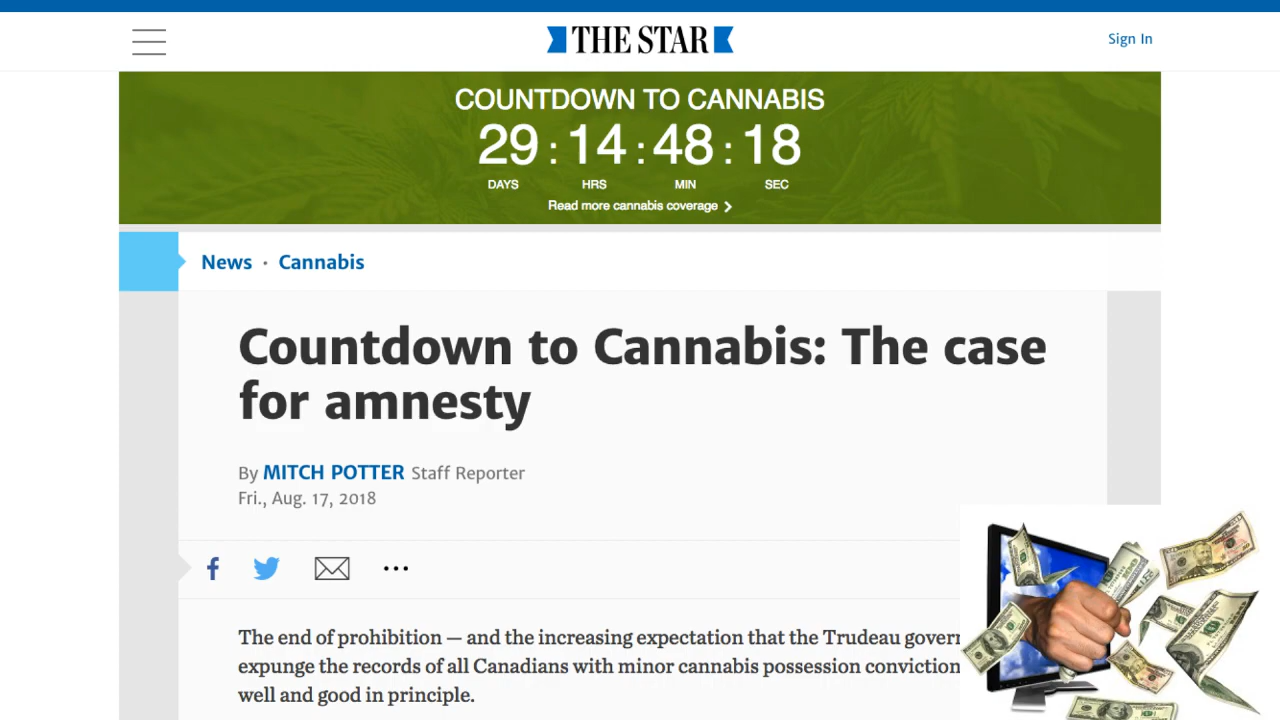 THE STAR
Sign In
COUNTDOWN TO CANNABIS
29 : 14 : 48 : 18
DAYS HRS MIN SEC
Read more cannabis coverage
News · Cannabis
Countdown to Cannabis: The case
for amnesty
By MITCH POTTER Staff Reporter
Fri., Aug. 17, 2018
The end of prohibition — and the increasing expectation that the Trudeau govern
expunge the records of all Canadians with minor cannabis possession conviction
well and good in principle.